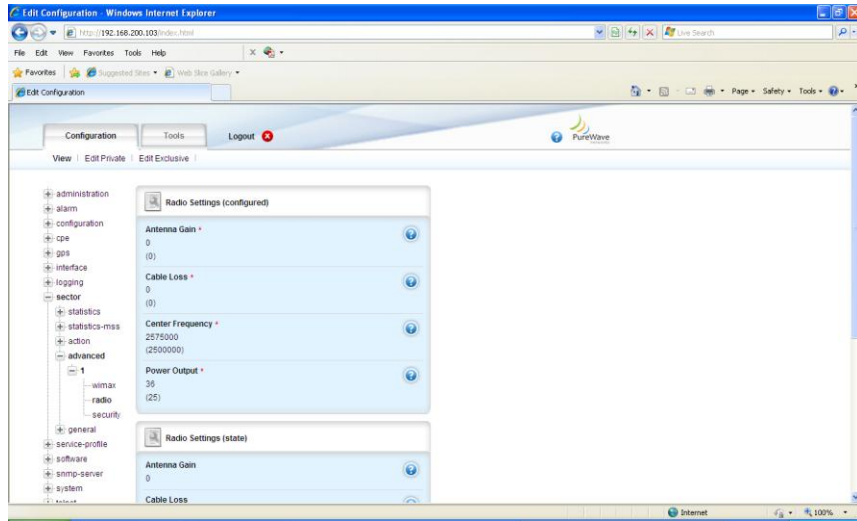 Edit Configuration - Windows Internet Explorer
http://192.168.200.103/index.html
Live Search
File Edit View Favorites Tools Help
x
Favorites Suggested Sites Web Slice Gallery
Edit Configuration
Page Safety Tools
Configuration Tools Logout
PureWave
View Edit Private Edit Exclusive
administration
alarm
configuration
cpe
gps
interface
logging
sector
statistics
statistics-mss
action
advanced
1
wimax
radio
security
general
service-profile
software
snmp-server
system
telnet
Radio Settings (configured)
Antenna Gain *
0
(0)
Cable Loss *
0
(0)
Center Frequency *
2575000
(2500000)
Power Output *
36
(25)
Radio Settings (state)
Antenna Gain
0
Cable Loss
Internet 100%